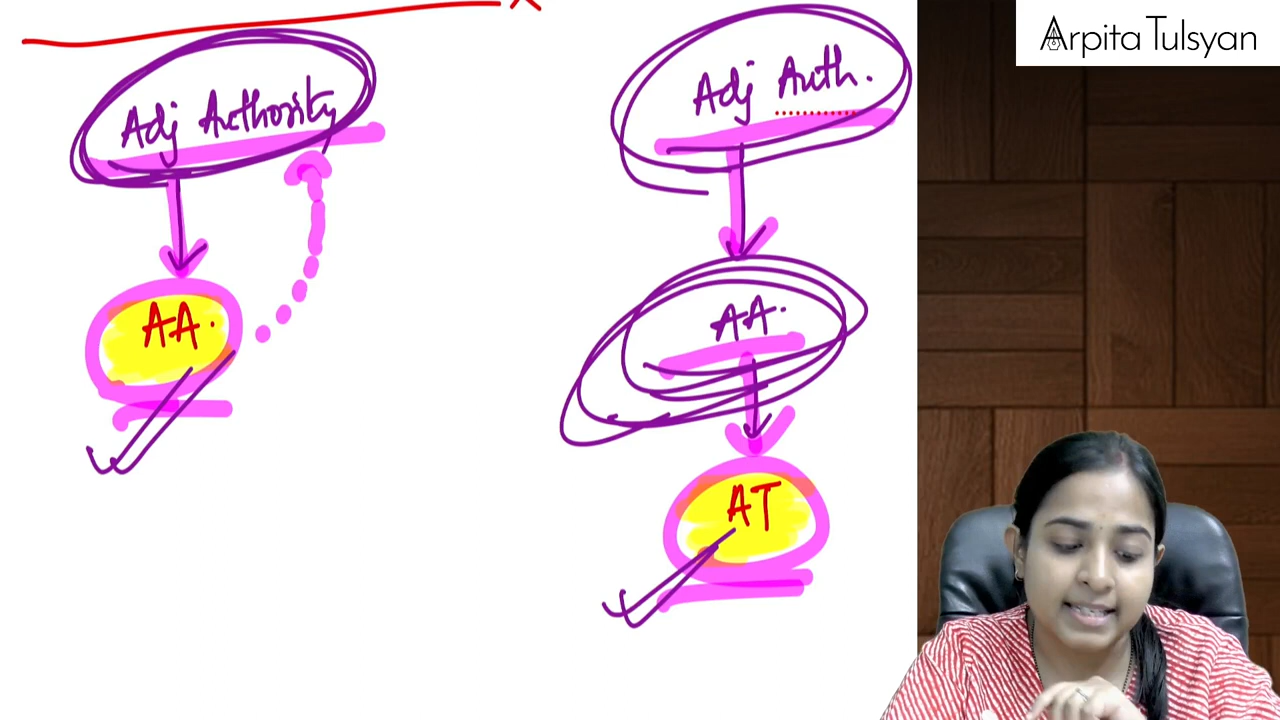 Arpita Tulsyan
Adj Authority
AA.
Adj Auth.
AA.
AT